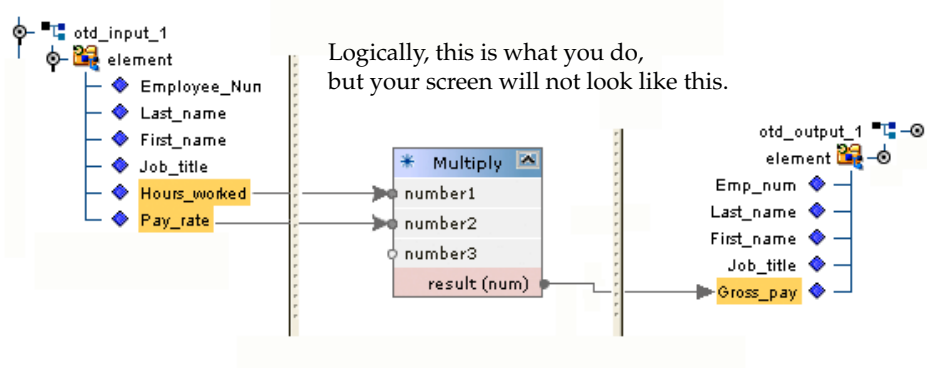 otd_input_1
element
Employee_Nun
Last_name
First_name
Job_title
Hours_worked
Pay_rate
Logically, this is what you do,
but your screen will not look like this.
Multiply
number1
number2
number3
result (num)
otd_output_1
element
Emp_num
Last_name
First_name
Job_title
Gross_pay